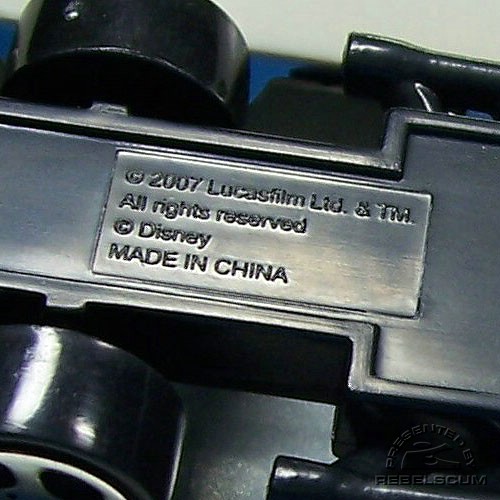 © 2007 Lucasfilm Ltd. & TM.
All rights reserved
© Disney
MADE IN CHINA
PRESENTED BY
REBELSCUM